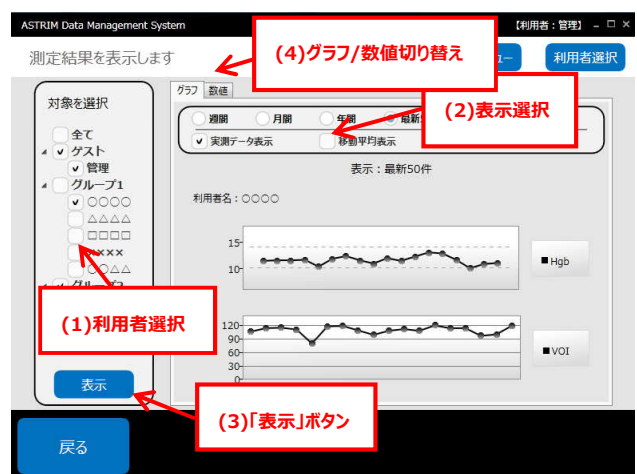 ASTRIM Data Management System
【利用者：管理】
測定結果を表示します
(4)グラフ/数値切り替え
ュー
利用者選択
グラフ 数値
対象を選択
週間 月間 年間 最新
(2)表示選択
実測データ表示 移動平均表示
全て
ゲスト
管理
グループ1
○○○○
△△△△
□□□□
××××
○○△△
表示：最新50件
利用者名：○○○○
15
10
Hgb
(1)利用者選択
120
90
60
30
0
VOI
表示
(3)「表示」ボタン
戻る